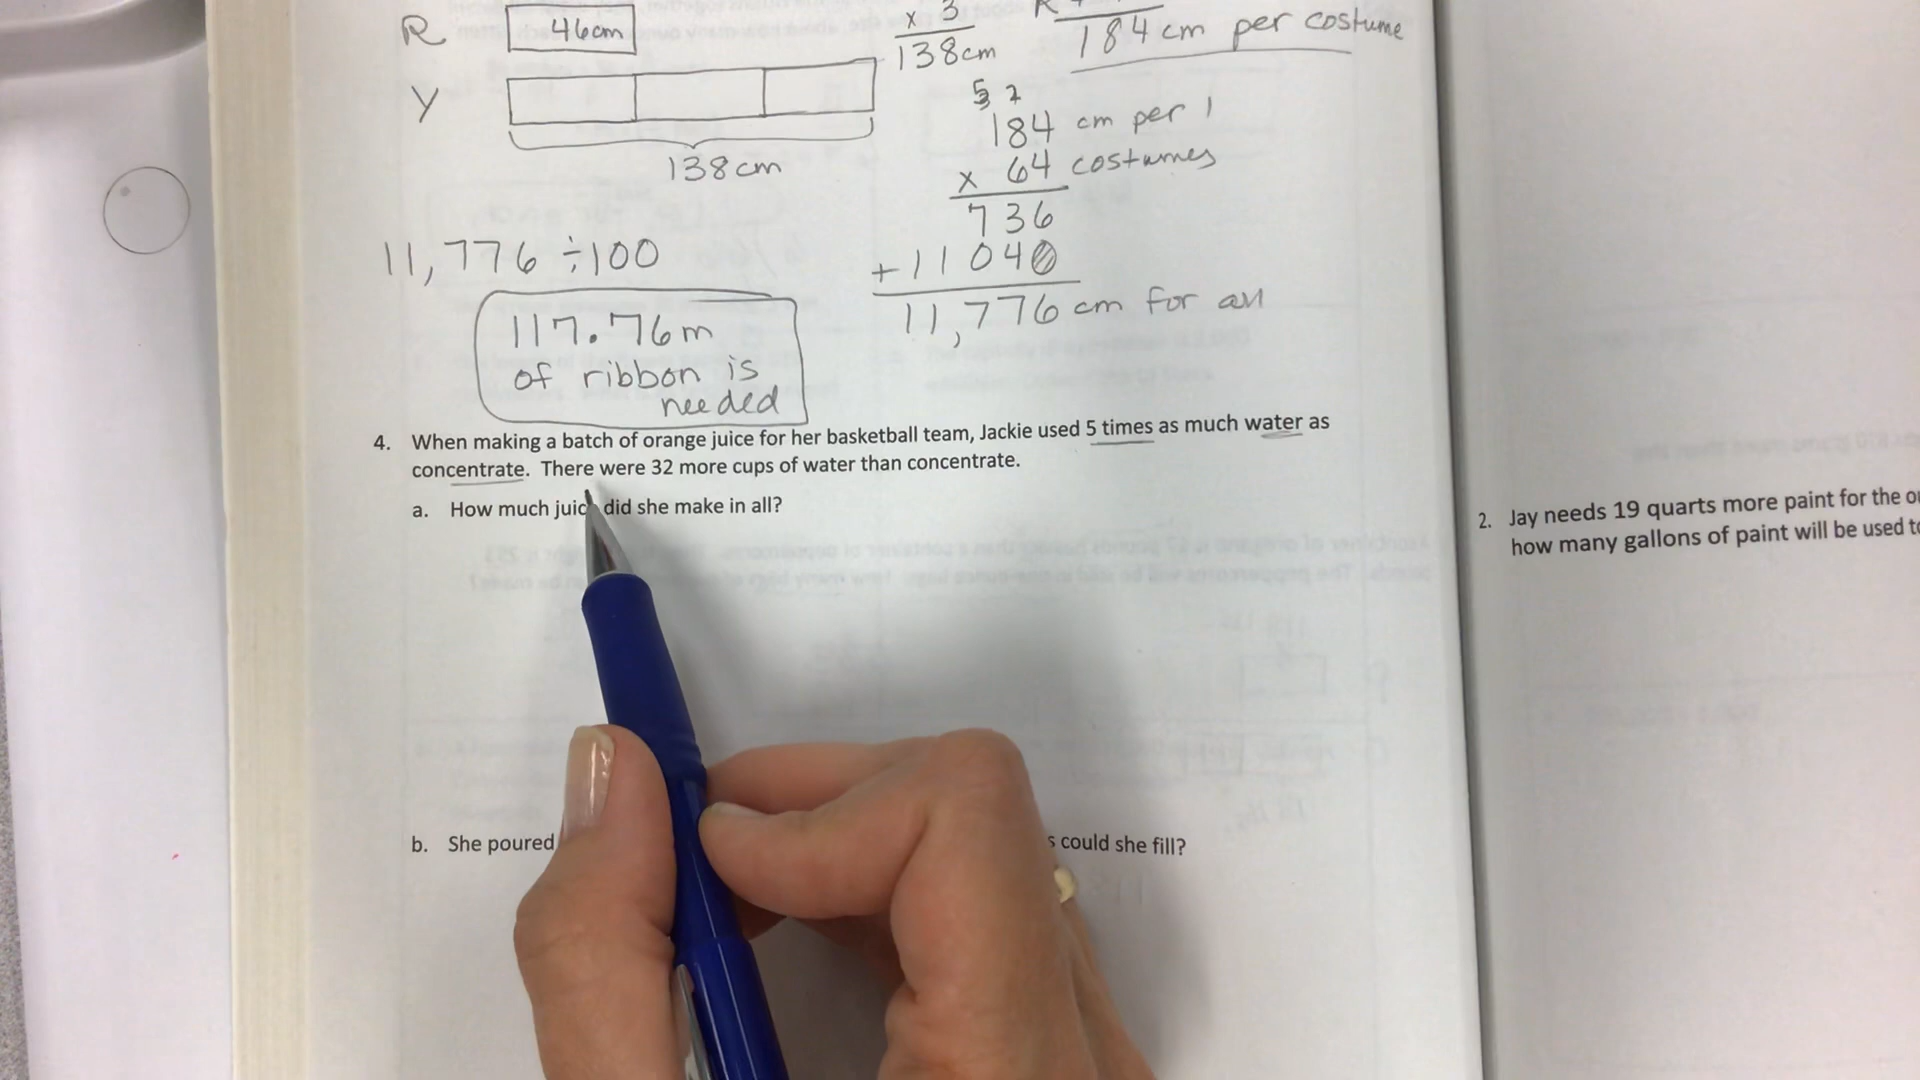 R 46cm
x 3
138cm
184 cm per costume
Y
138cm
5 2
184 cm per 1
x 64 costumes
736
+11040
11,776 cm for all
11,776 ÷100
117.76m
of ribbon is
needed
4. When making a batch of orange juice for her basketball team, Jackie used 5 times as much water as
concentrate. There were 32 more cups of water than concentrate.
a. How much juic did she make in all?
b. She poured
could she fill?
2. Jay needs 19 quarts more paint for the
how many gallons of paint will be used